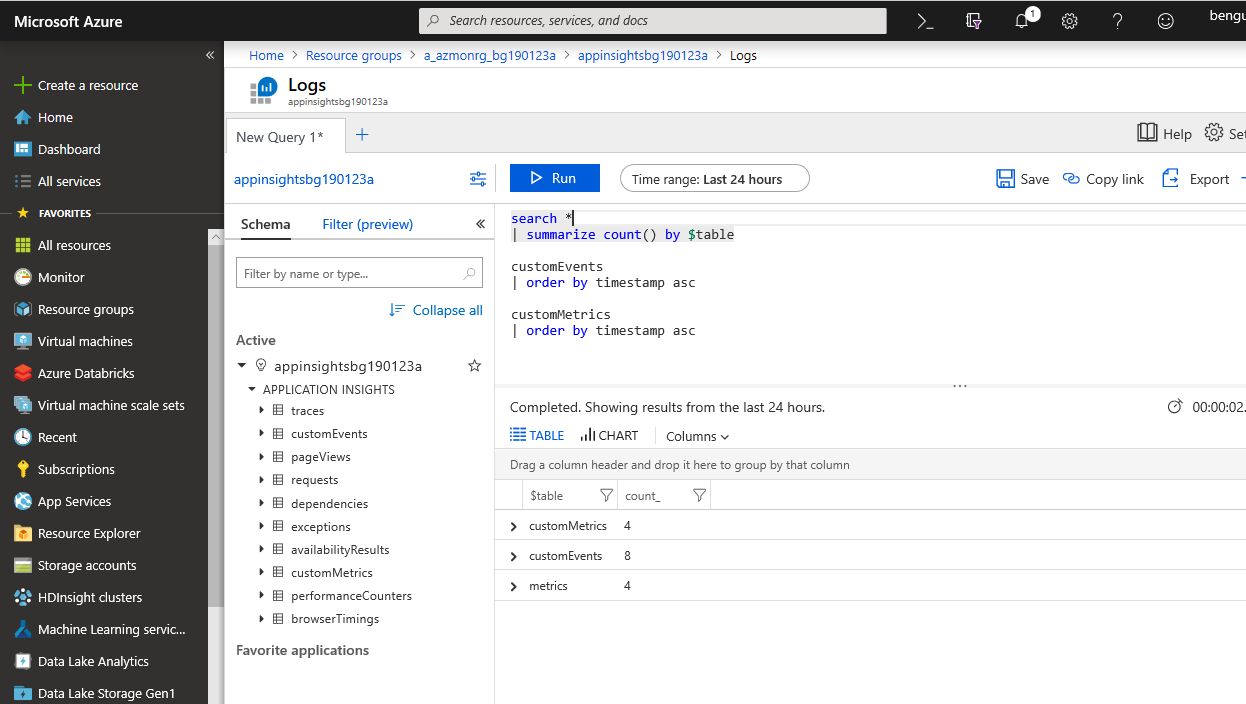 Microsoft Azure
Search resources, services, and docs
1
bengu
Create a resource
Home
Dashboard
All services
FAVORITES
All resources
Monitor
Resource groups
Virtual machines
Azure Databricks
Virtual machine scale sets
Recent
Subscriptions
App Services
Resource Explorer
Storage accounts
HDInsight clusters
Machine Learning servic...
Data Lake Analytics
Data Lake Storage Gen1
Home > Resource groups > a_azmonrg_bg190123a > appinsightsbg190123a > Logs
Logs
appinsightsbg190123a
New Query 1*
Help
Set
appinsightsbg190123a
Run
Time range: Last 24 hours
Save
Copy link
Export
Schema
Filter (preview)
Filter by name or type...
Collapse all
Active
appinsightsbg190123a
APPLICATION INSIGHTS
traces
customEvents
pageViews
requests
dependencies
exceptions
availabilityResults
customMetrics
performanceCounters
browserTimings
Favorite applications
search *
| summarize count() by $table
customEvents
| order by timestamp asc
customMetrics
| order by timestamp asc
Completed. Showing results from the last 24 hours.
00:00:02.
TABLE
CHART
Columns
Drag a column header and drop it here to group by that column
$table count_
customMetrics 4
customEvents 8
metrics 4